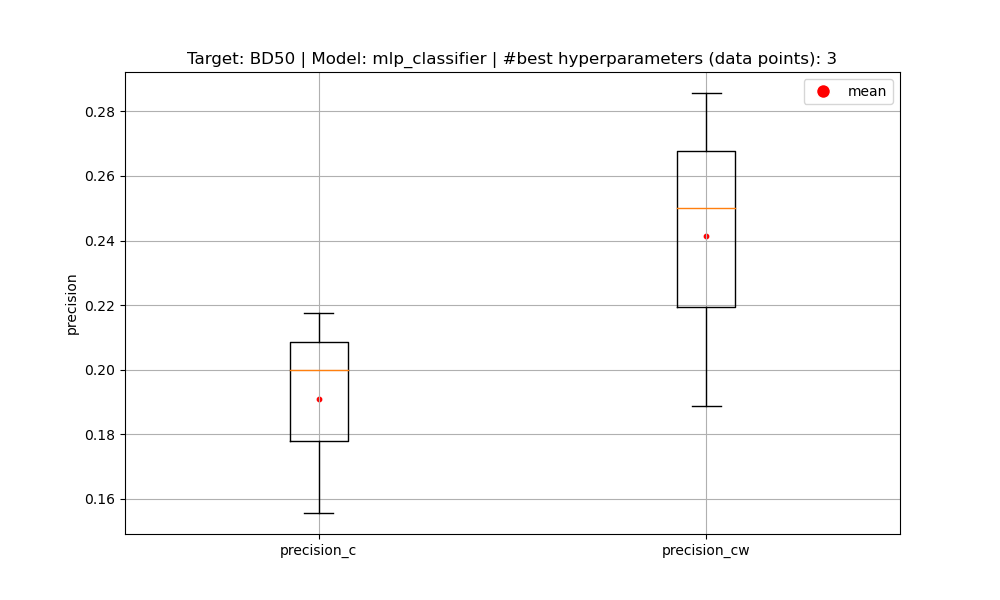 Target: BD50 | Model: mlp_classifier | #best hyperparameters (data points): 3
mean
precision
0.28
0.26
0.24
0.22
0.20
0.18
0.16
precision_c
precision_cw